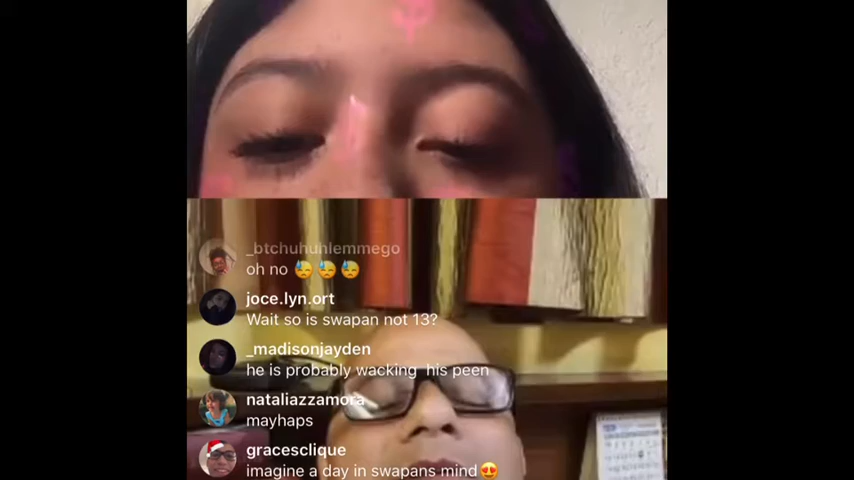 _btchuhuhlemmego
oh no 😓😓😓
joce.lyn.ort
Wait so is swapan not 13?
_madisonjayden
he is probably wacking his peen
nataliazzamora
mayhaps
gracesclique
imagine a day in swapans mind😍